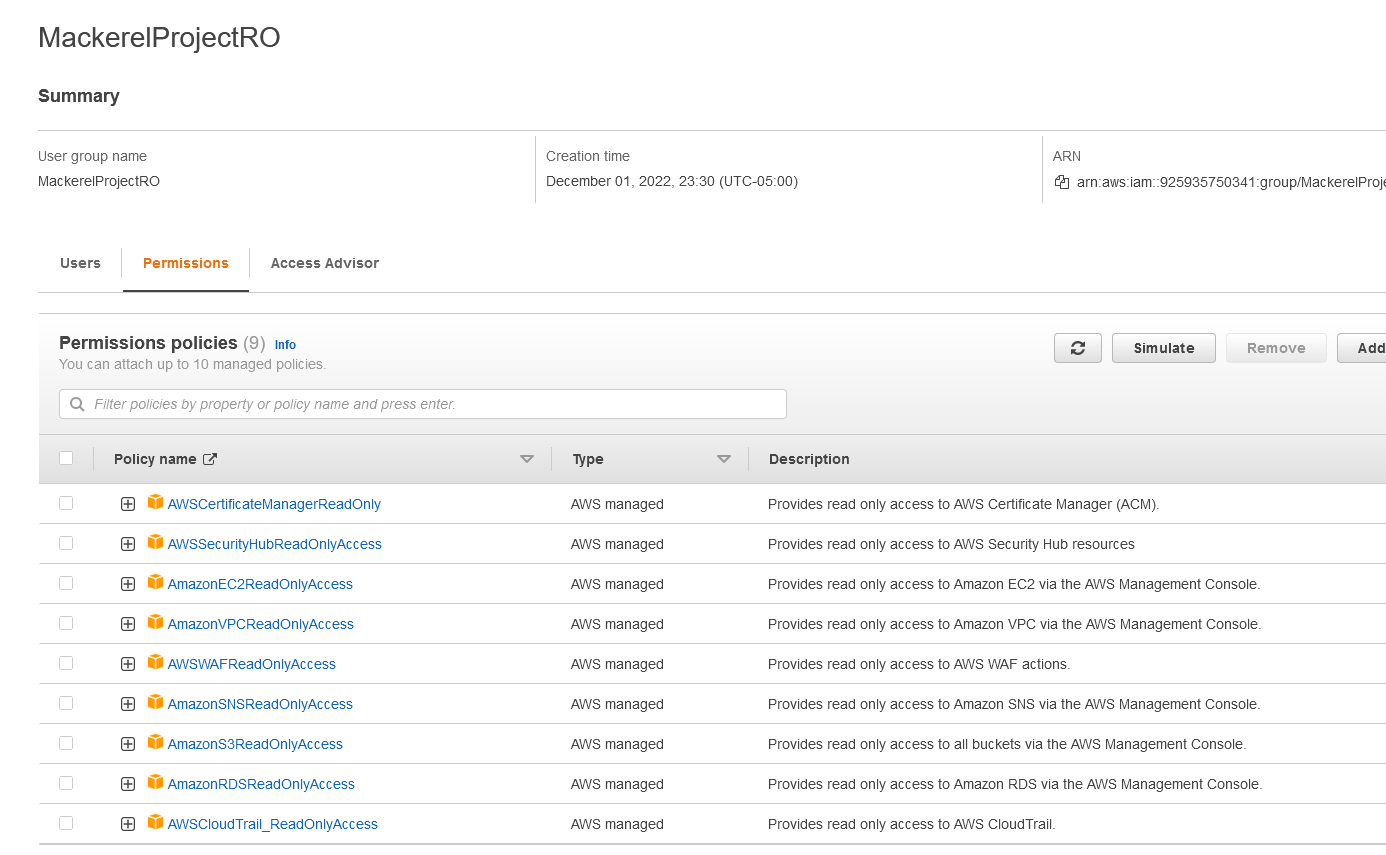 MackerelProjectRO
Summary
User group name
MackerelProjectRO
Creation time
December 01, 2022, 23:30 (UTC-05:00)
ARN
arn:aws:iam::925935750341:group/MackerelProje
Users
Permissions
Access Advisor
Permissions policies (9) Info
You can attach up to 10 managed policies.
Simulate
Remove
Add
Filter policies by property or policy name and press enter.
Policy name Type Description
AWSCertificateManagerReadOnly AWS managed Provides read only access to AWS Certificate Manager (ACM).
AWSSecurityHubReadOnlyAccess AWS managed Provides read only access to AWS Security Hub resources
AmazonEC2ReadOnlyAccess AWS managed Provides read only access to Amazon EC2 via the AWS Management Console.
AmazonVPCReadOnlyAccess AWS managed Provides read only access to Amazon VPC via the AWS Management Console.
AWSWAFReadOnlyAccess AWS managed Provides read only access to AWS WAF actions.
AmazonSNSReadOnlyAccess AWS managed Provides read only access to Amazon SNS via the AWS Management Console.
AmazonS3ReadOnlyAccess AWS managed Provides read only access to all buckets via the AWS Management Console.
AmazonRDSReadOnlyAccess AWS managed Provides read only access to Amazon RDS via the AWS Management Console.
AWSCloudTrail_ReadOnlyAccess AWS managed Provides read only access to AWS CloudTrail.